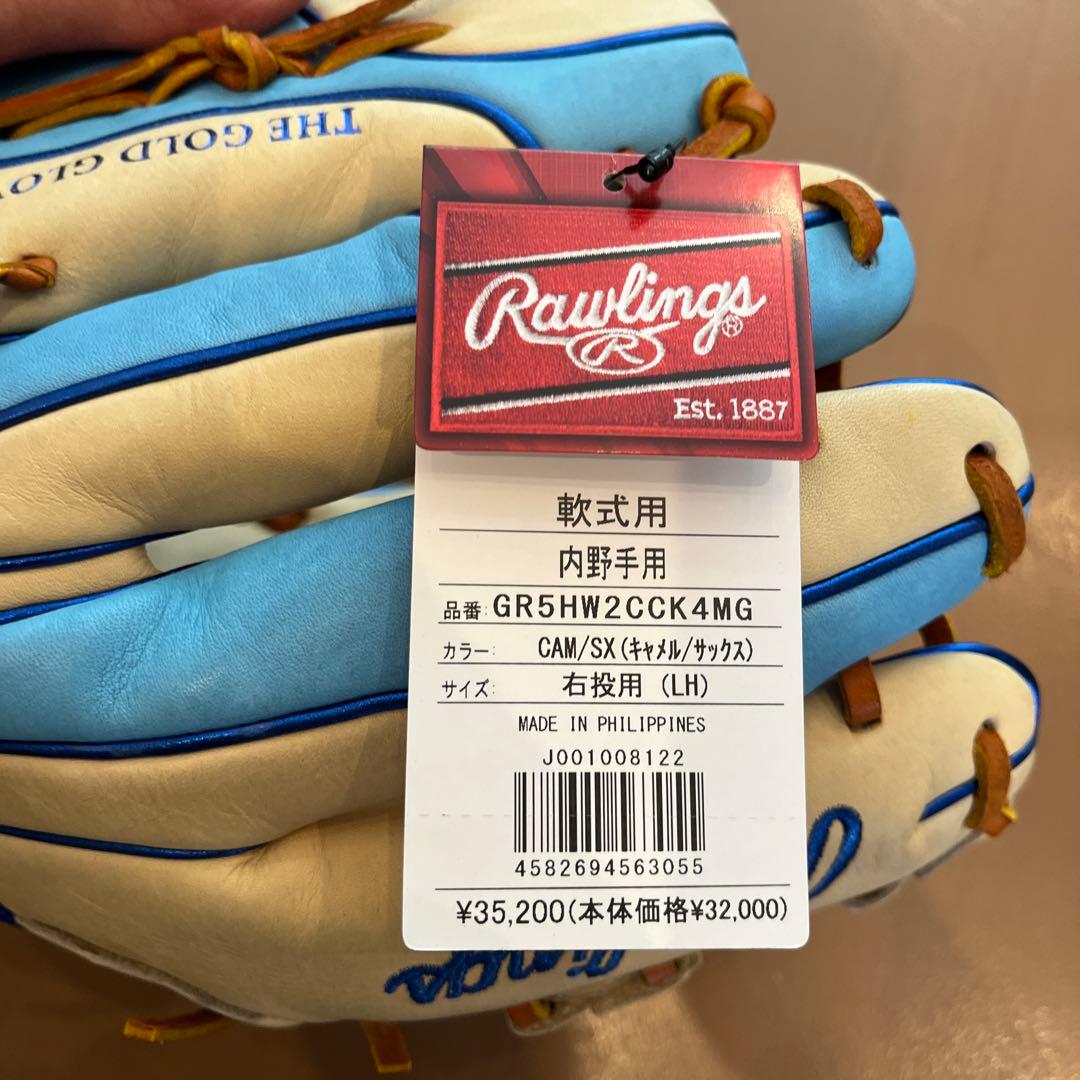 THE GOLD GLO
Rawlings
R
Est. 1887
軟式用
内野手用
品番:GR5HW2CCK4MG
カラー: CAM/SX(キャメル/サックス)
サイズ: 右投用 (LH)
MADE IN PHILIPPINES
J001008122
4582694563055
¥35,200(本体価格¥32,000)
ings